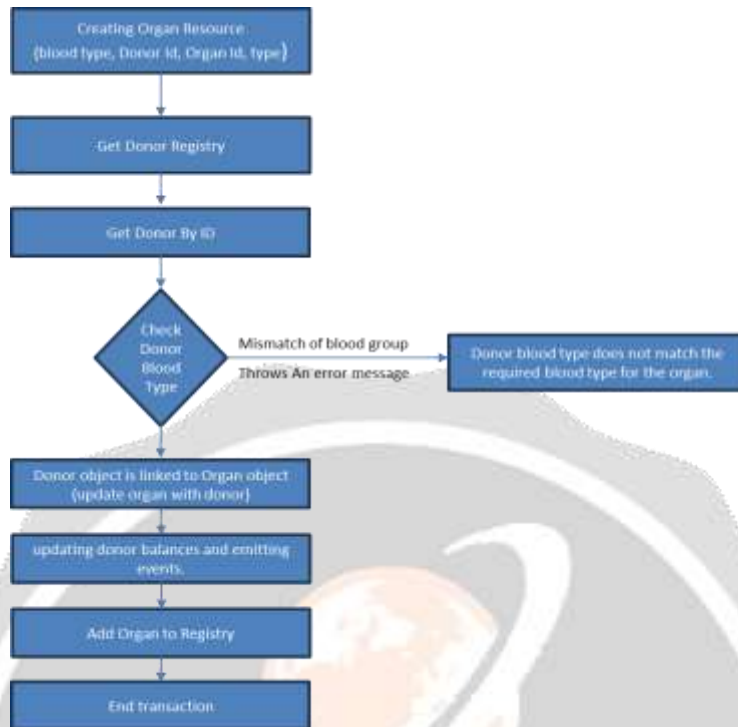 Creating Organ Resource
(blood type, Donor Id, Organ Id, type)
Get Donor Registry
Get Donor By ID
Check
Donor
Blood
Type
Mismatch of blood group
Throws An error message
Donor blood type does not match the
required blood type for the organ.
Donor object is linked to Organ object
(update organ with donor)
updating donor balances and emitting
events.
Add Organ to Registry
End transaction